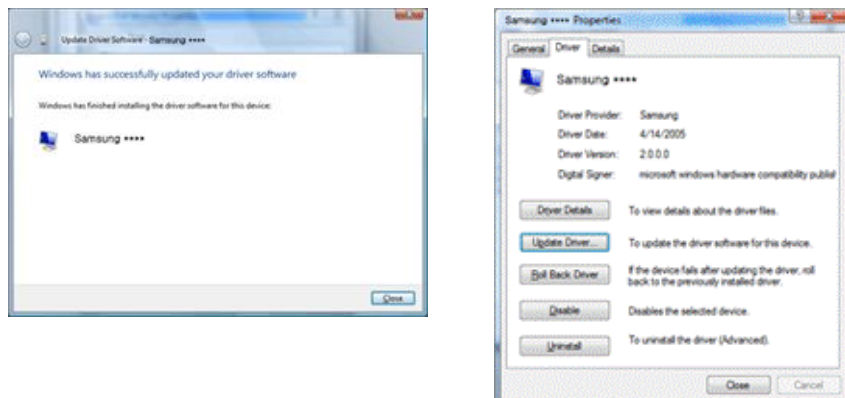 Update Driver Software - Samsung ****
Windows has successfully updated your driver software
Windows has finished installing the driver software for this device:
Samsung ****
Close
Samsung **** Properties
General Driver Details
Samsung ****
Driver Provider: Samsung
Driver Date: 4/14/2005
Driver Version: 2.0.0.0
Digital Signer: microsoft windows hardware compatibility publis
Driver Details To view details about the driver files.
Update Driver... To update the driver software for this device.
Roll Back Driver If the device fails after updating the driver, roll
back to the previously installed driver.
Disable Disables the selected device.
Uninstall To uninstall the driver (Advanced).
Close Cancel